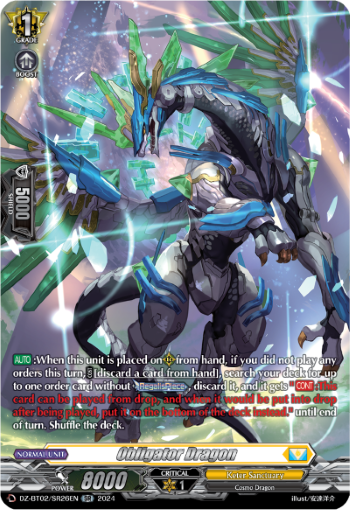 1
GRADE
BOOST
5000
SHIELD
AUTO :When this unit is placed on from hand, if you did not play any
orders this turn, [discard a card from hand], search your deck for up
to one order card without "RegalisPiece", discard it, and it gets "CONT:This
card can be played from drop, and when it would be put into drop
after being played, put it on the bottom of the deck instead." until end
of turn. Shuffle the deck.
NORMAL UNIT
Obligator Dragon
Keter Sanctuary
Cosmo Dragon
POWER 8000
CRITICAL
1
D DZ-BT02/SR26EN SR 2024
illust/安達洋介